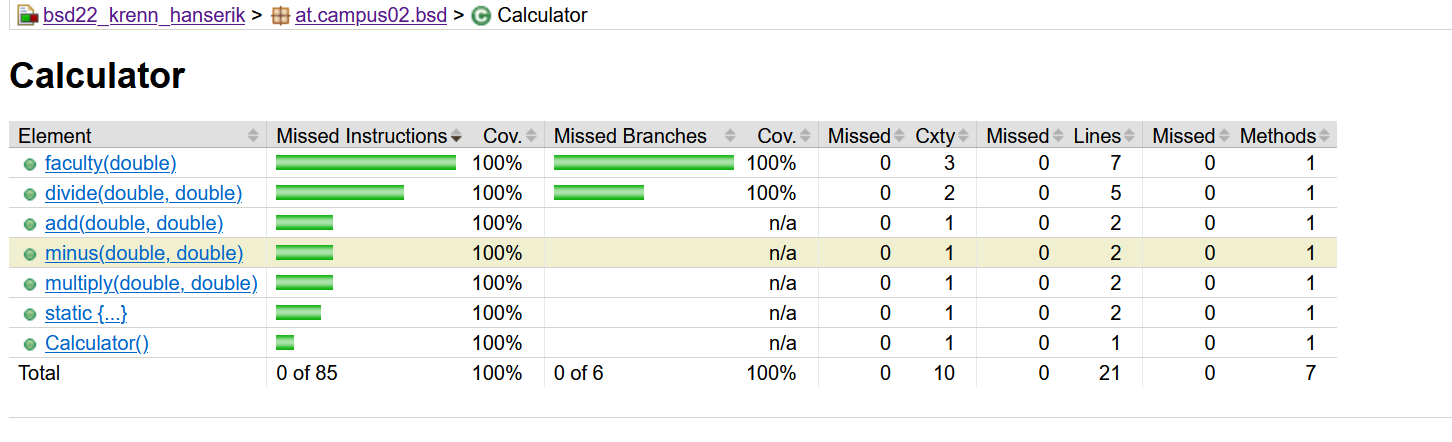 bsd22_krenn_hanserik > at.campus02.bsd > Calculator
Calculator
Element Missed Instructions Cov. Missed Branches Cov. Missed Cxty Missed Lines Missed Methods
faculty(double) 100% 100% 0 3 0 7 0 1
divide(double, double) 100% 100% 0 2 0 5 0 1
add(double, double) 100% n/a 0 1 0 2 0 1
minus(double, double) 100% n/a 0 1 0 2 0 1
multiply(double, double) 100% n/a 0 1 0 2 0 1
static {...} 100% n/a 0 1 0 2 0 1
Calculator() 100% n/a 0 1 0 1 0 1
Total 0 of 85 100% 0 of 6 100% 0 10 0 21 0 7